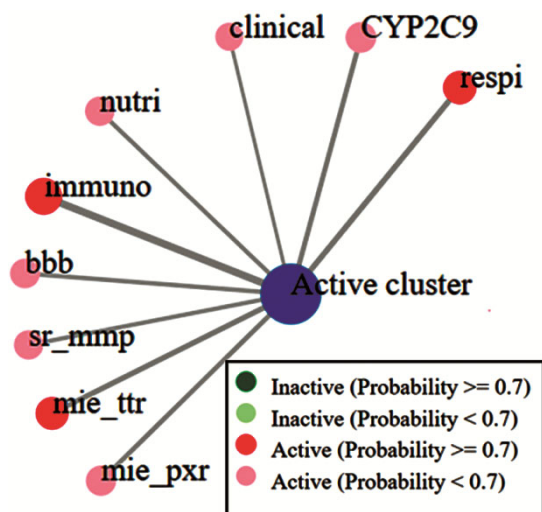 clinical
CYP2C9
respi
nutri
immuno
bbb
Active cluster
sr_mmp
mie_ttr
mie_pxr
Inactive (Probability >= 0.7)
Inactive (Probability < 0.7)
Active (Probability >= 0.7)
Active (Probability < 0.7)